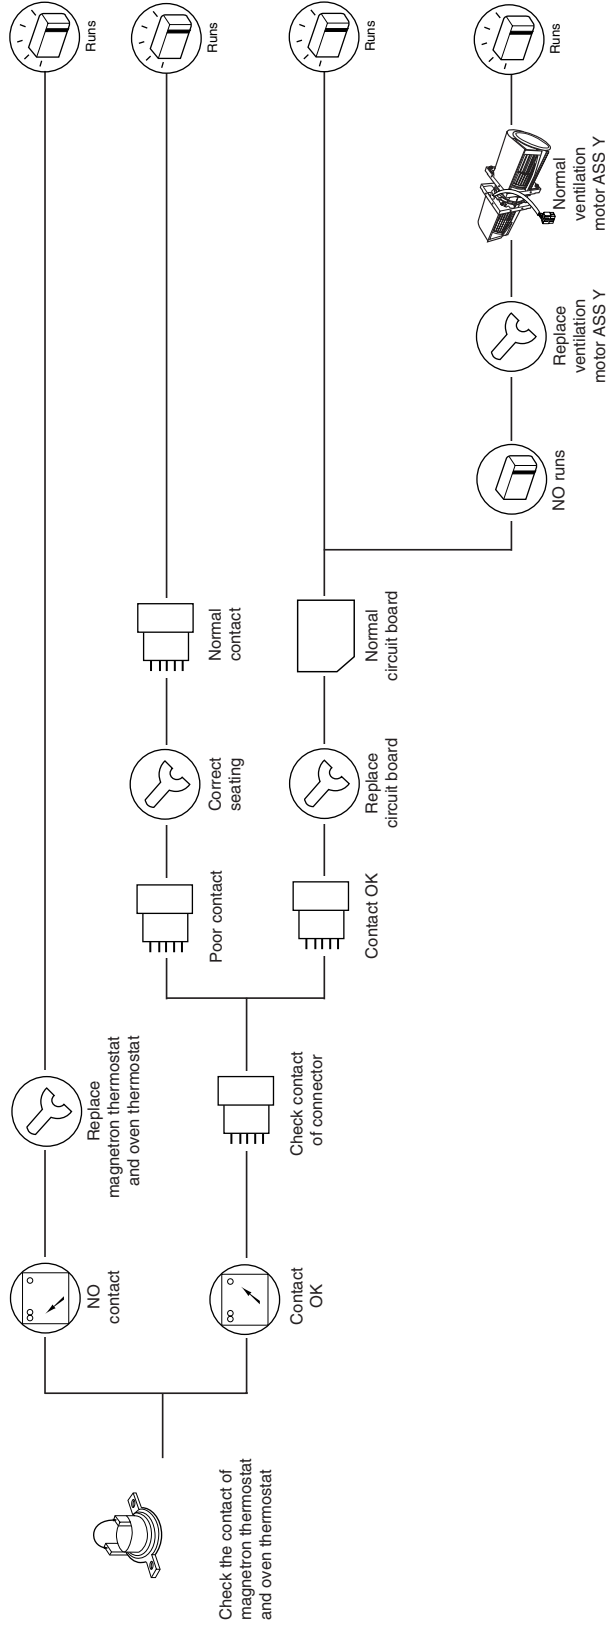 Check the contact of
magnetron thermostat
and oven thermostat
NO
contact
Replace
magnetron thermostat
and oven thermostat
Runs
Contact
OK
Check contact
of connector
Poor contact
Correct
seating
Normal
contact
Runs
Contact OK
Replace
circuit board
Normal
circuit board
Runs
NO runs
Replace
ventilation
motor ASS Y
Normal
ventilation
motor ASS Y
Runs